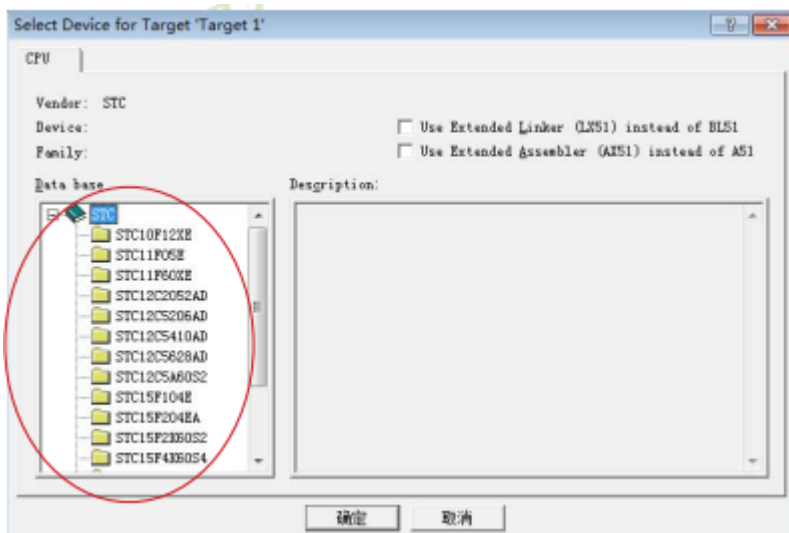 Select Device for Target 'Target 1'
CPU
Vendor: STC
Device:
Use Extended Linker (LX51) instead of BL51
Family:
Use Extended Assembler (AX51) instead of A51
Data base
Description:
STC
STC10F12XE
STC11F05E
STC11F60XE
STC12C2052AD
STC12C5206AD
STC12C5410AD
STC12C5628AD
STC12C5A60S2
STC15F104E
STC15F204EA
STC15F2K60S2
STC15F4K60S4
确定
取消